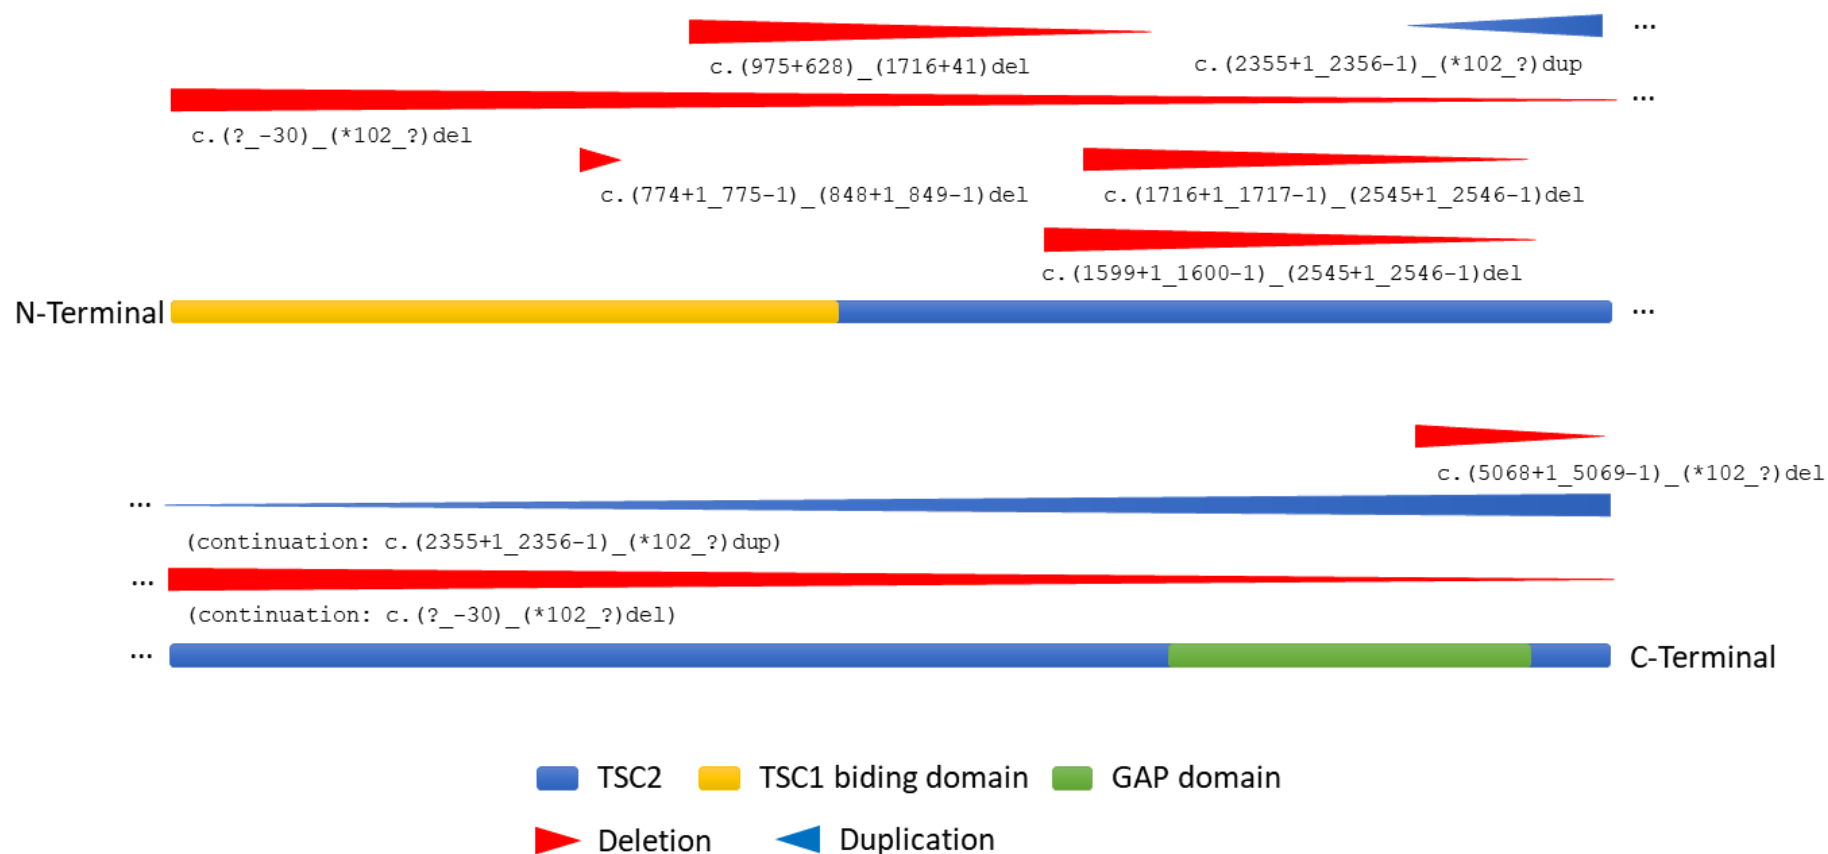 ...
c.(975+628)_(1716+41)del
c.(2355+1_2356-1)_(*102_?)dup
...
c.(?_-30)_(*102_?)del
c.(774+1_775-1)_(848+1_849-1)del
c.(1716+1_1717-1)_(2545+1_2546-1)del
c.(1599+1_1600-1)_(2545+1_2546-1)del
N-Terminal
...
c.(5068+1_5069-1)_(*102_?)del
...
(continuation: c.(2355+1_2356-1)_(*102_?)dup)
...
(continuation: c.(?_-30)_(*102_?)del)
...
C-Terminal
TSC2
TSC1 biding domain
GAP domain
Deletion
Duplication